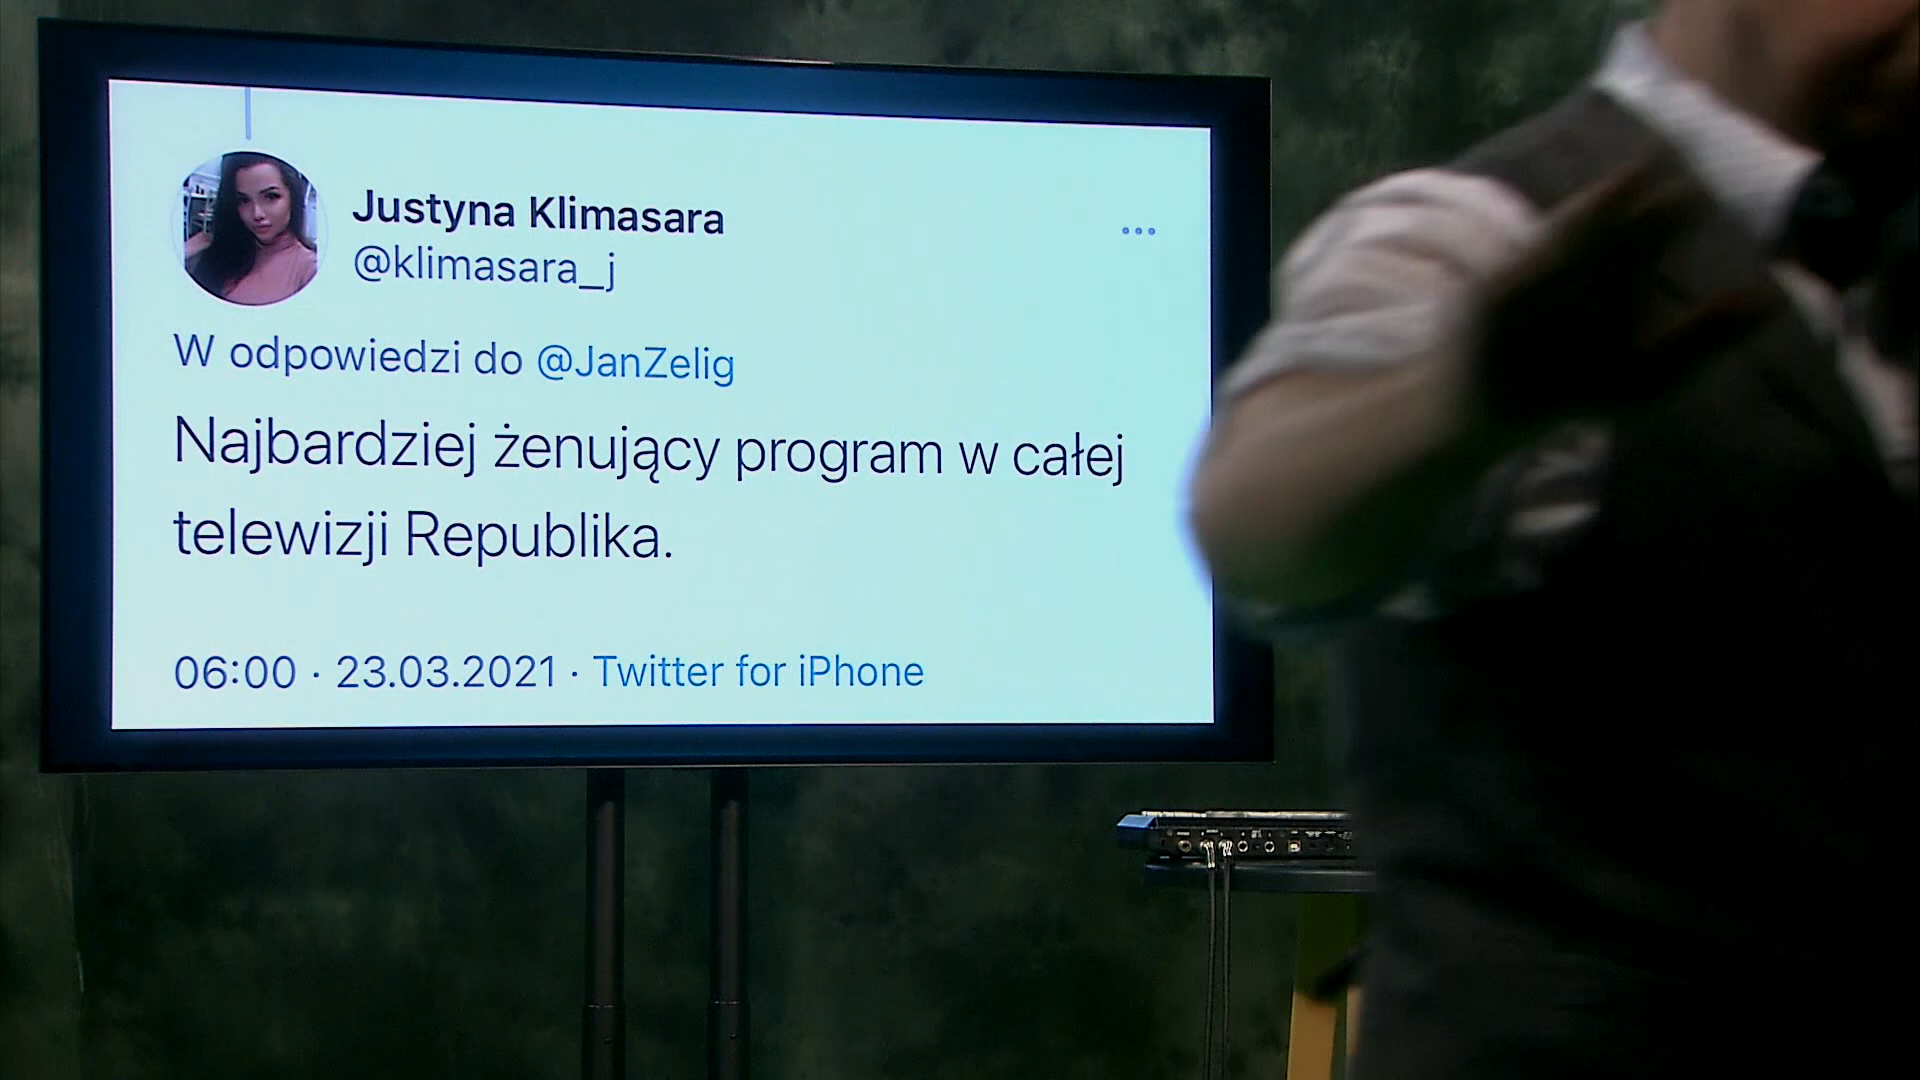 Justyna Klimasara
@klimasara_j
W odpowiedzi do @JanZelig
Najbardziej żenujący program w całej
telewizji Republika.
06:00 · 23.03.2021 · Twitter for iPhone